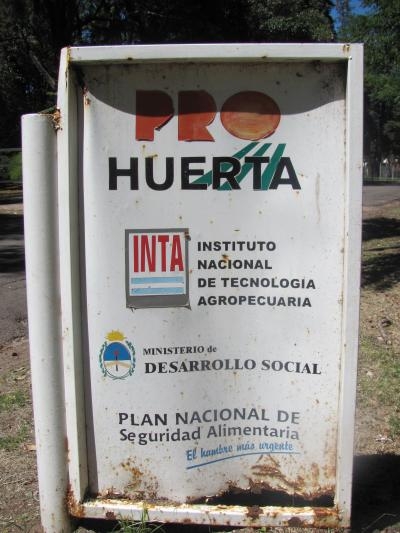 PRO
HUERTA
INTA
INSTITUTO
NACIONAL
DE TECNOLOGIA
AGROPECUARIA
MINISTERIO de
DESARROLLO SOCIAL
PLAN NACIONAL DE
Seguridad Alimentaria
El hambre más urgente